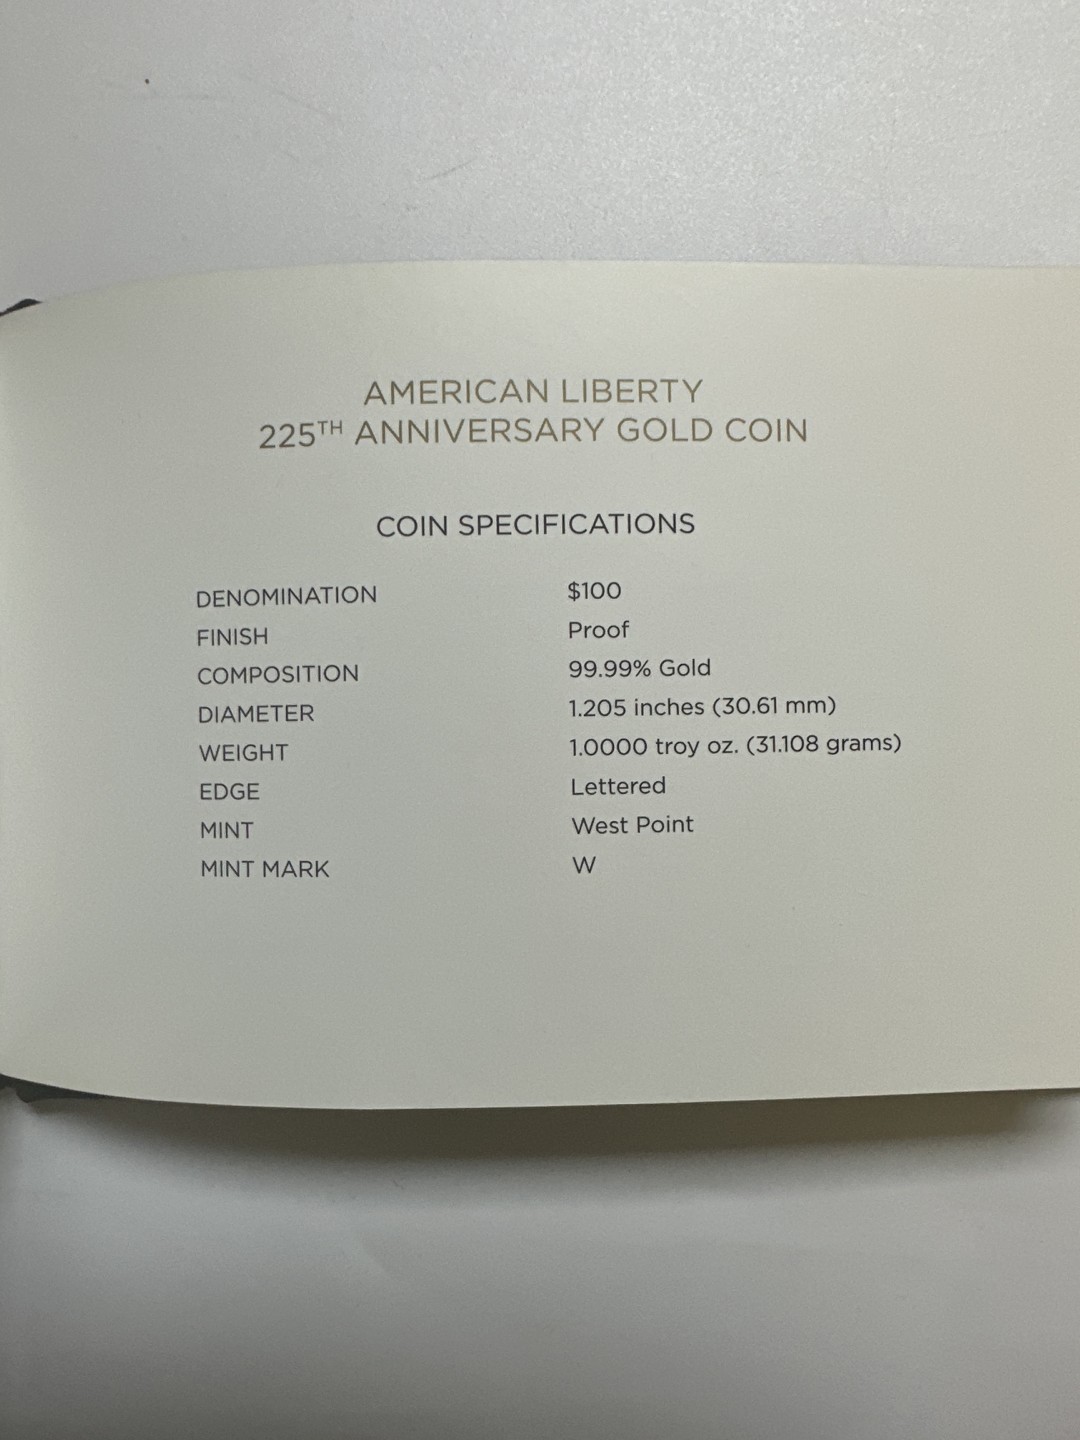 AMERICAN LIBERTY
225TH ANNIVERSARY GOLD COIN
COIN SPECIFICATIONS
DENOMINATION $100
FINISH Proof
COMPOSITION 99.99% Gold
DIAMETER 1.205 inches (30.61 mm)
WEIGHT 1.0000 troy oz. (31.108 grams)
EDGE Lettered
MINT West Point
MINT MARK W